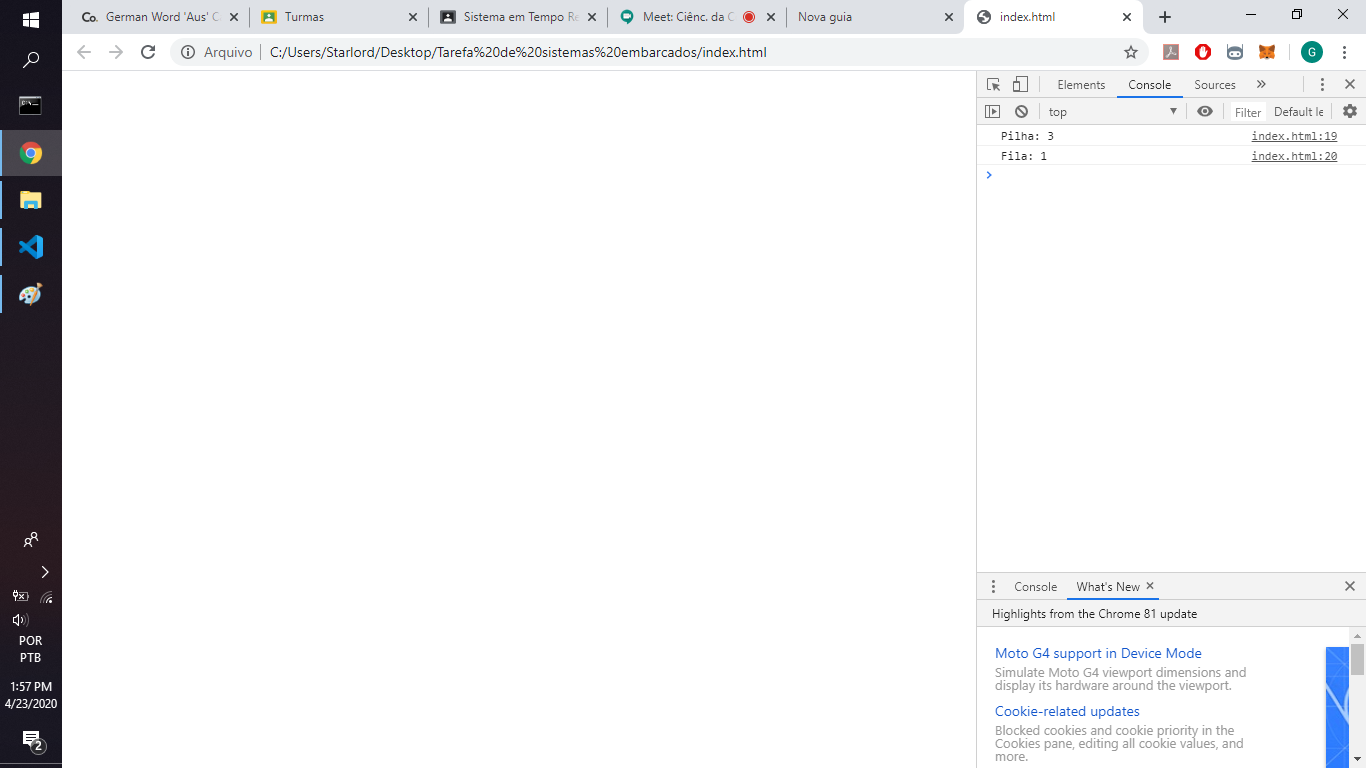 Co. German Word 'Aus' C
Turmas
Sistema em Tempo Re
Meet: Ciênc. da C
Nova guia
index.html
Arquivo
C:/Users/Starlord/Desktop/Tarefa%20de%20sistemas%20embarcados/index.html
G
Elements
Console
Sources
top
Filter
Default le
Pilha: 3 index.html:19
Fila: 1 index.html:20
Console
What's New
Highlights from the Chrome 81 update
Moto G4 support in Device Mode
Simulate Moto G4 viewport dimensions and
display its hardware around the viewport.
Cookie-related updates
Blocked cookies and cookie priority in the
Cookies pane, editing all cookie values, and
more.
POR
PTB
1:57 PM
4/23/2020
2